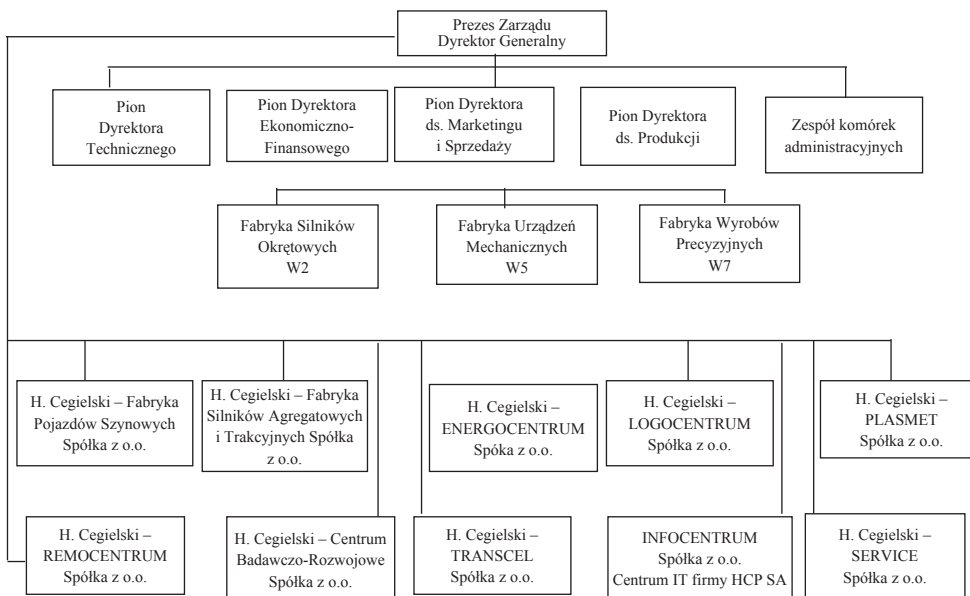 Prezes Zarządu
Dyrektor Generalny
Pion
Dyrektora
Technicznego
Pion Dyrektora
Ekonomiczno-
Finansowego
Pion Dyrektora
ds. Marketingu
i Sprzedaży
Pion Dyrektora
ds. Produkcji
Zespół komórek
administracyjnych
Fabryka Silników
Okrętowych
W2
Fabryka Urządzeń
Mechanicznych
W5
Fabryka Wyrobów
Precyzyjnych
W7
H. Cegielski – Fabryka
Pojazdów Szynowych
Spółka z o.o.
H. Cegielski – Fabryka
Silników Agregatowych
i Trakcyjnych Spółka
z o.o.
H. Cegielski –
ENERGOCENTRUM
Spóka z o.o.
H. Cegielski –
LOGOCENTRUM
Spółka z o.o.
H. Cegielski –
PLASMET
Spółka z o.o.
H. Cegielski –
REMOCENTRUM
Spółka z o.o.
H. Cegielski – Centrum
Badawczo-Rozwojowe
Spółka z o.o.
H. Cegielski –
TRANSCEL
Spółka z o.o.
INFOCENTRUM
Spółka z o.o.
Centrum IT firmy HCP SA
H. Cegielski –
SERVICE
Spółka z o.o.